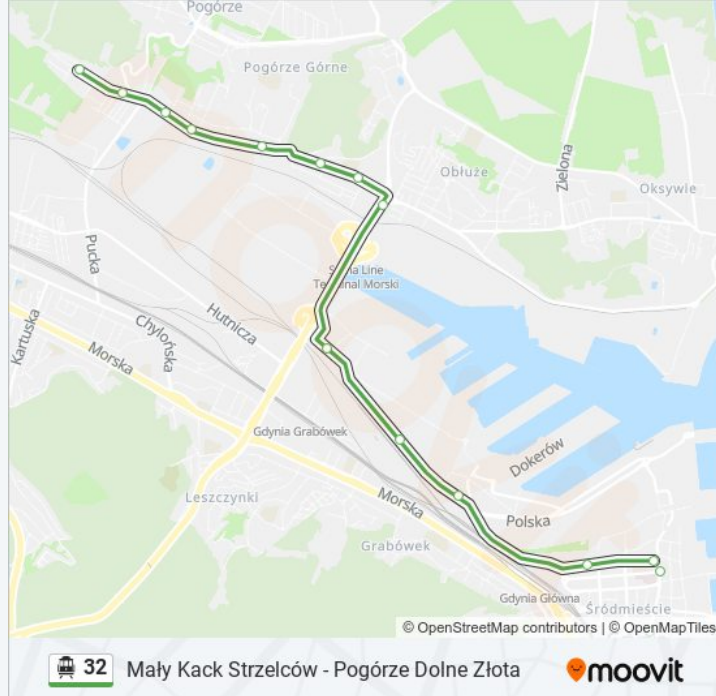 Pogórze
Pogórze Górne
Obłuże
Zielona
Oksywie
Pucka
Stena Line
Terminal Morski
Kartuska
Hutnicza
Chylońska
Morska
Gdynia Grabówek
Dokerów
Leszczynki
Morska
Polska
Grabówek
Gdynia Główna
Śródmieście
© OpenStreetMap contributors | © OpenMapTiles
32 Mały Kack Strzelców - Pogórze Dolne Złota
moovit